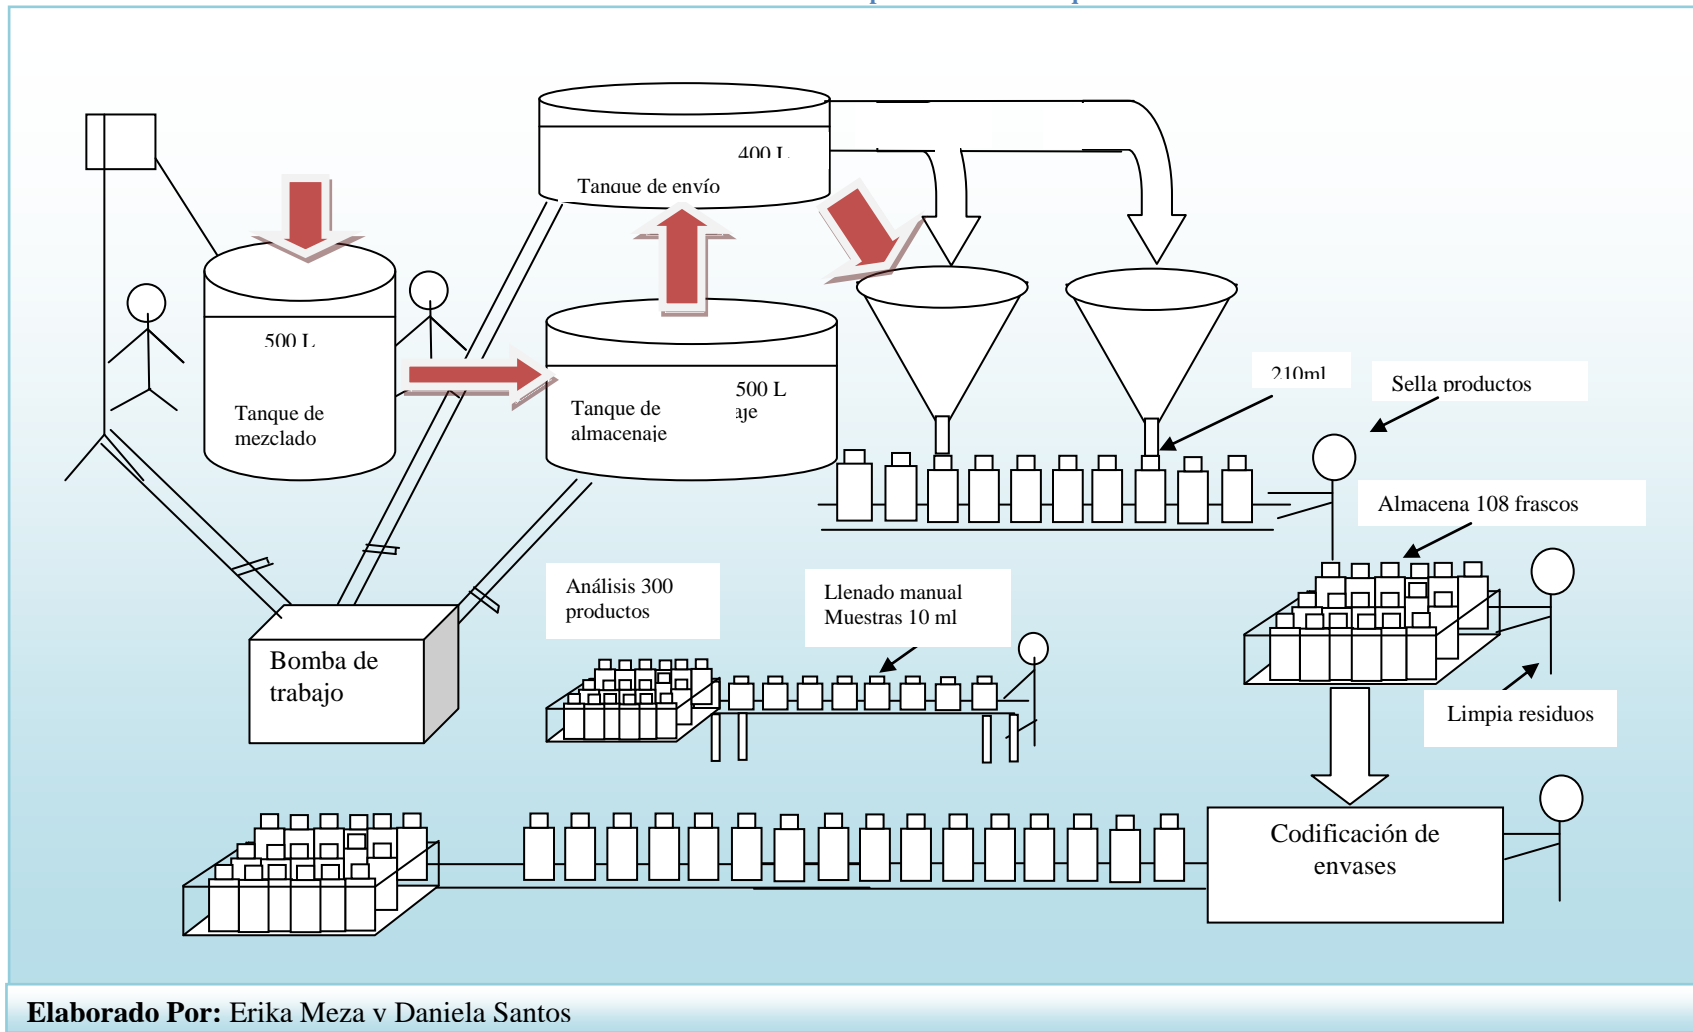 400 L
Tanque de envío
500 L
Tanque de
mezclado
500 L
Tanque de
aje
almacenaje
210ml
Sella productos
Almacena 108 frascos
Análisis 300
productos
Llenado manual
Muestras 10 ml
Bomba de
trabajo
Limpia residuos
Codificación de
envases
Elaborado Por: Erika Meza y Daniela Santos